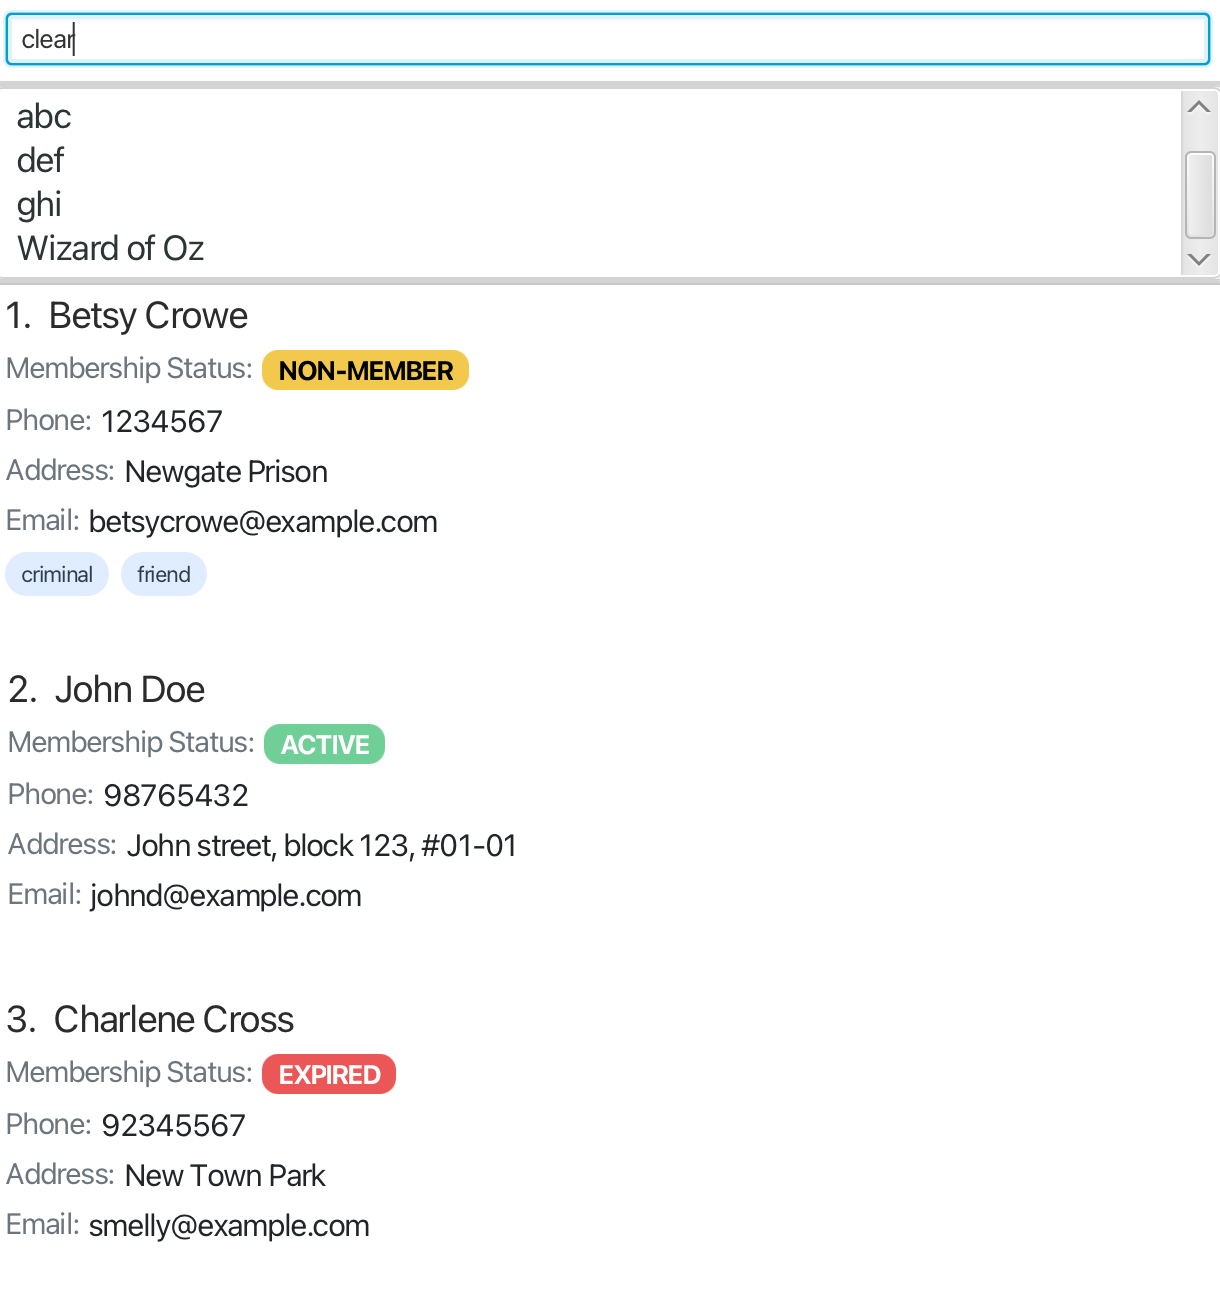 clear
abc
def
ghi
Wizard of Oz
1. Betsy Crowe
Membership Status: NON-MEMBER
Phone: 1234567
Address: Newgate Prison
Email: betsycrowe@example.com
criminal friend
2. John Doe
Membership Status: ACTIVE
Phone: 98765432
Address: John street, block 123, #01-01
Email: johnd@example.com
3. Charlene Cross
Membership Status: EXPIRED
Phone: 92345567
Address: New Town Park
Email: smelly@example.com